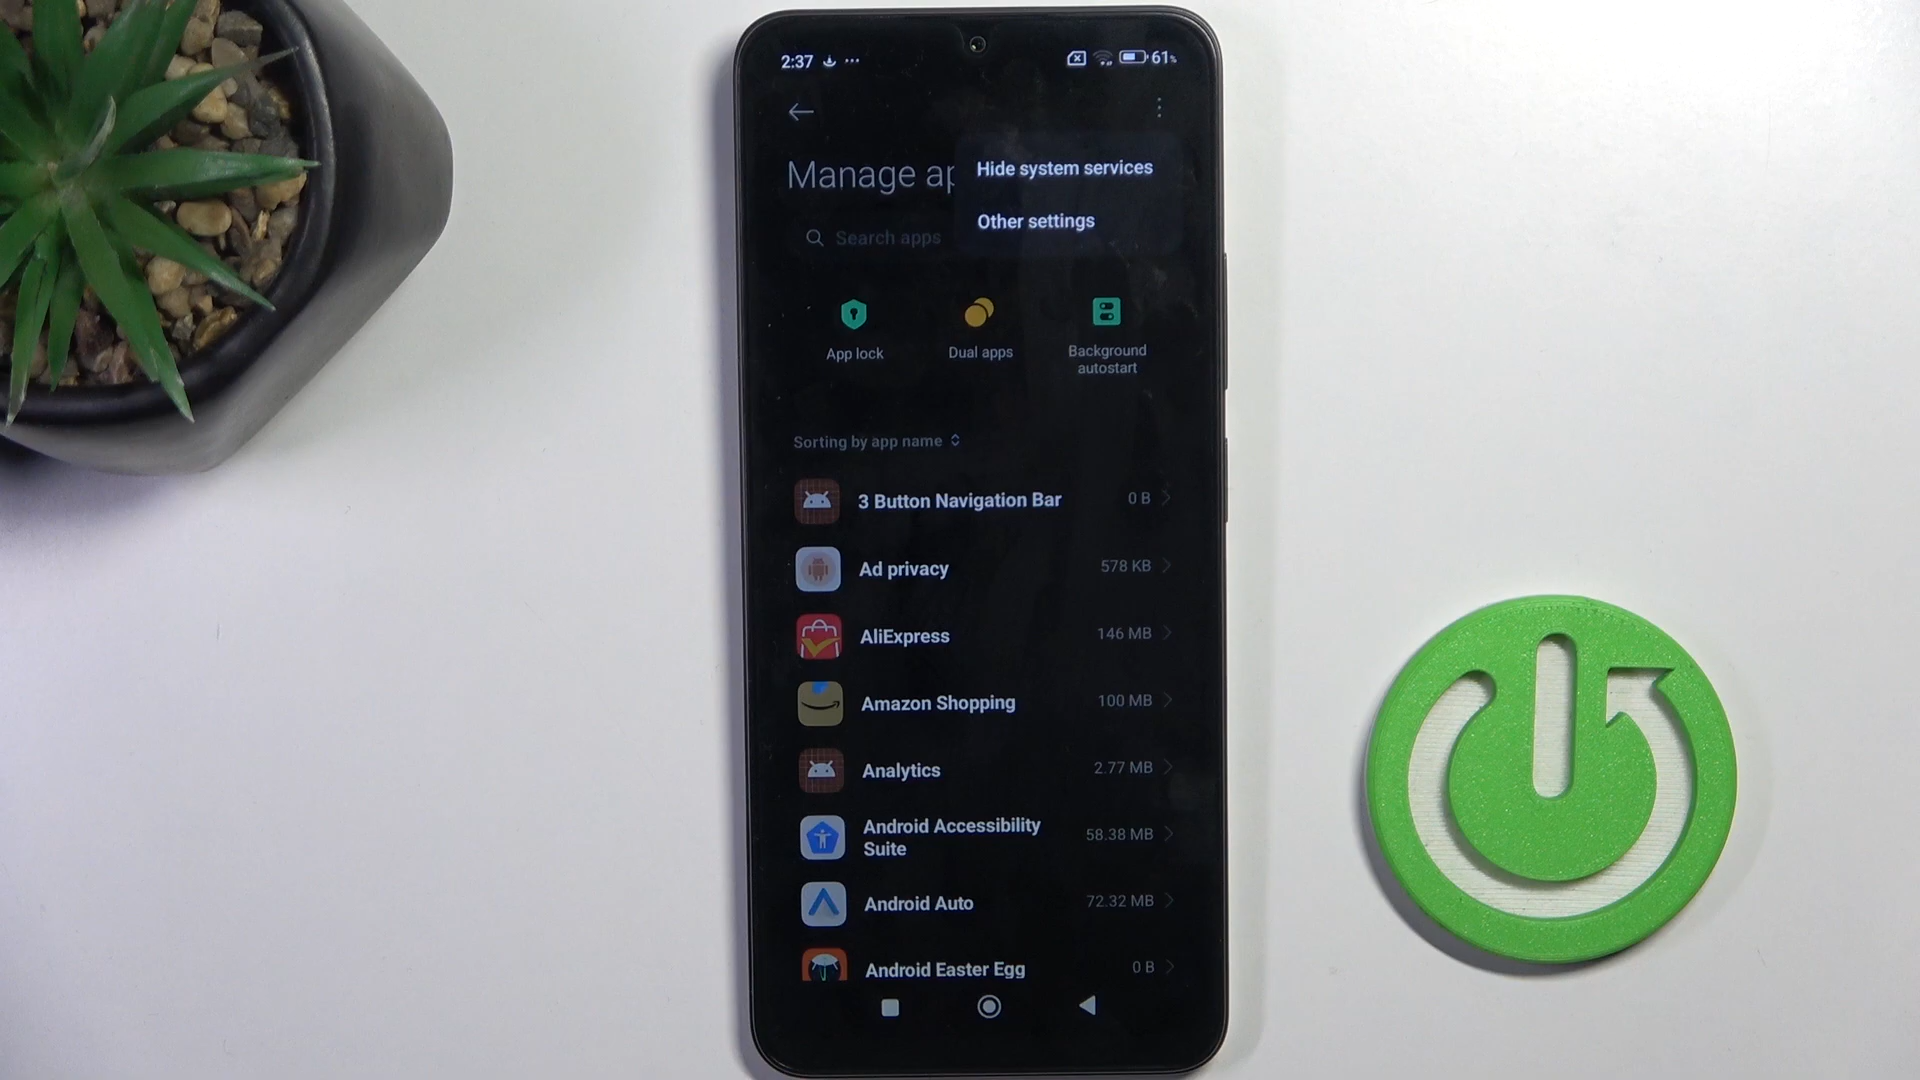 2:37
61%
Manage ap
Hide system services
Other settings
Search apps
App lock
Dual apps
Background
autostart
Sorting by app name
3 Button Navigation Bar
0 B
Ad privacy
578 KB
AliExpress
146 MB
Amazon Shopping
100 MB
Analytics
2.77 MB
Android Accessibility
Suite
58.38 MB
Android Auto
72.32 MB
Android Easter Egg
0 B